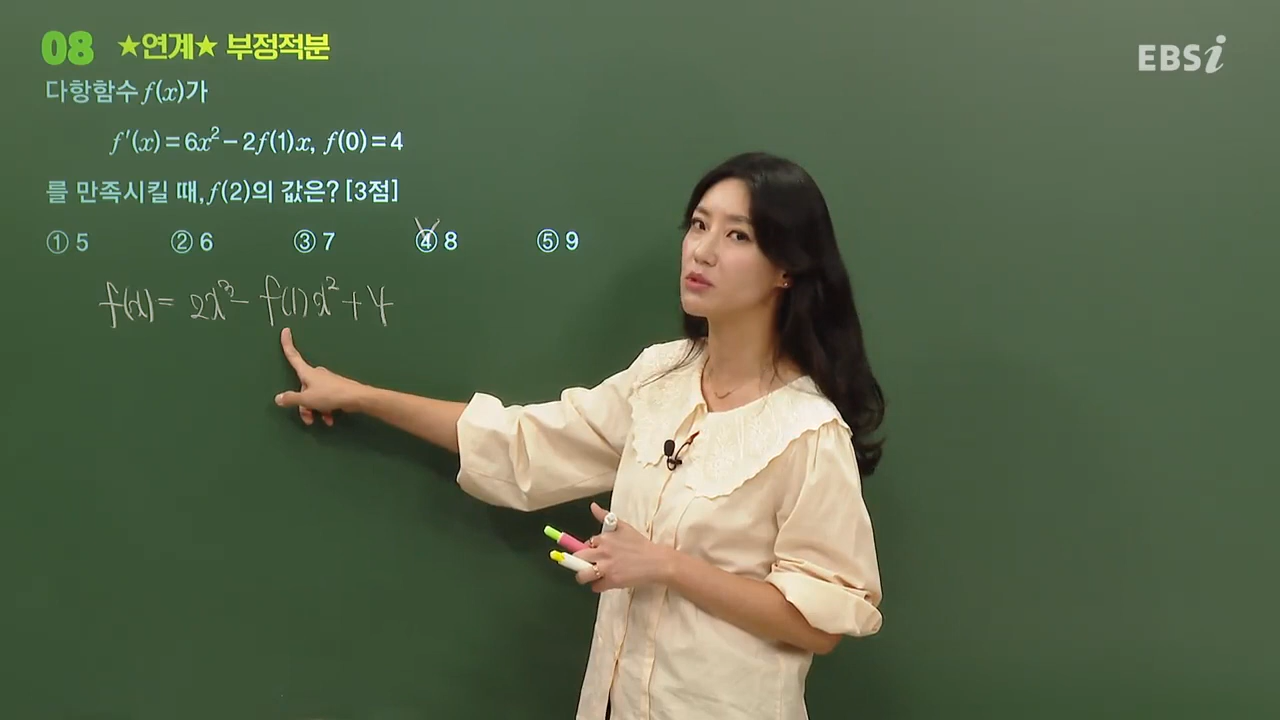 08 ★연계★ 부정적분
EBSi
다항함수 f(x)가
f′(x)=6x²−2f(1)x, f(0)=4
를 만족시킬 때, f(2)의 값은? [3점]
① 5 ② 6 ③ 7 ④ 8 ⑤ 9
f(x)= 2x³− f(1)x²+4